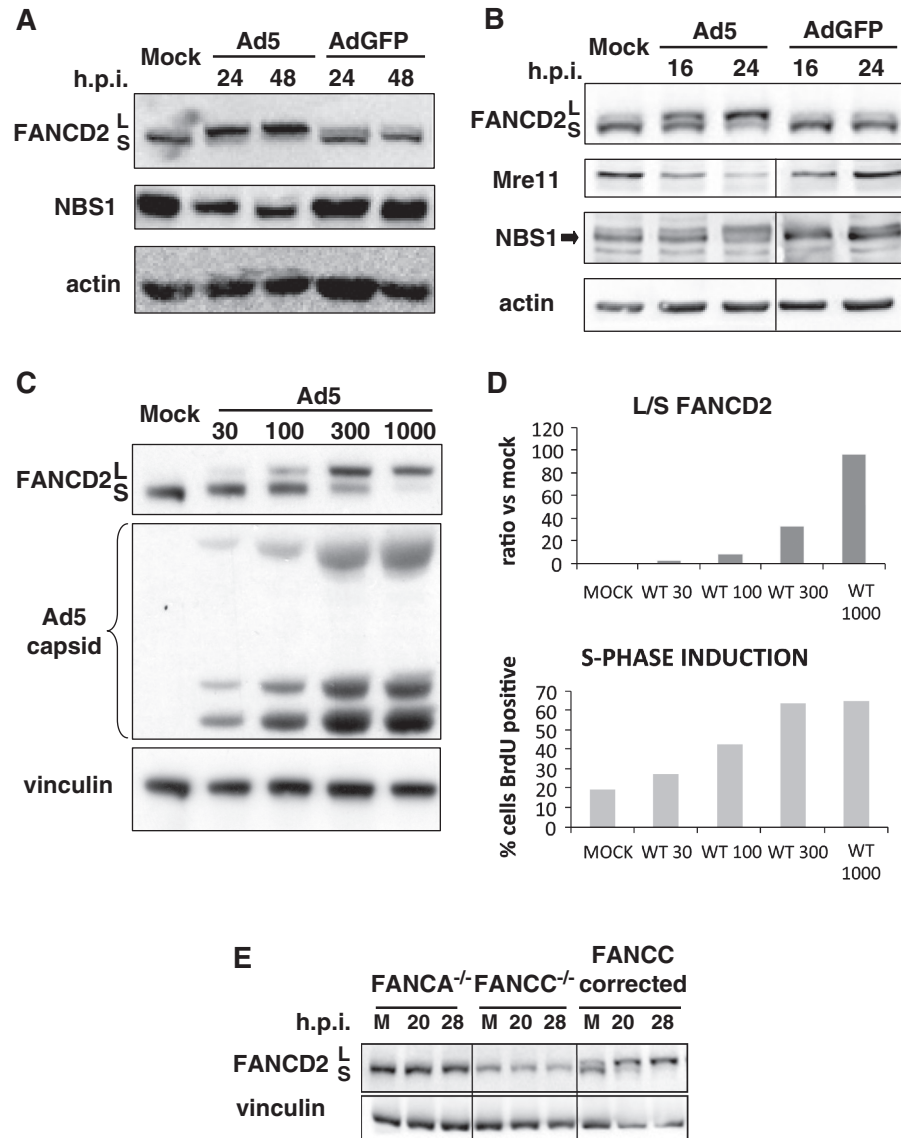 A
Mock Ad5 AdGFP
h.p.i. 24 48 24 48
FANCD2 L
S
NBS1
actin
B
Mock Ad5 AdGFP
h.p.i. 16 24 16 24
FANCD2 L
S
Mre11
NBS1
actin
C
Mock Ad5
30 100 300 1000
FANCD2 L
S
Ad5
capsid
vinculin
D
L/S FANCD2
ratio vs mock
120
100
80
60
40
20
0
MOCK WT 30 WT 100 WT 300 WT
1000
S-PHASE INDUCTION
% cells BrdU positive
70
60
50
40
30
20
10
0
MOCK WT 30 WT 100 WT 300 WT
1000
E
FANCA-/- FANCC-/- FANCC
corrected
h.p.i. M 20 28 M 20 28 M 20 28
FANCD2 L
S
vinculin